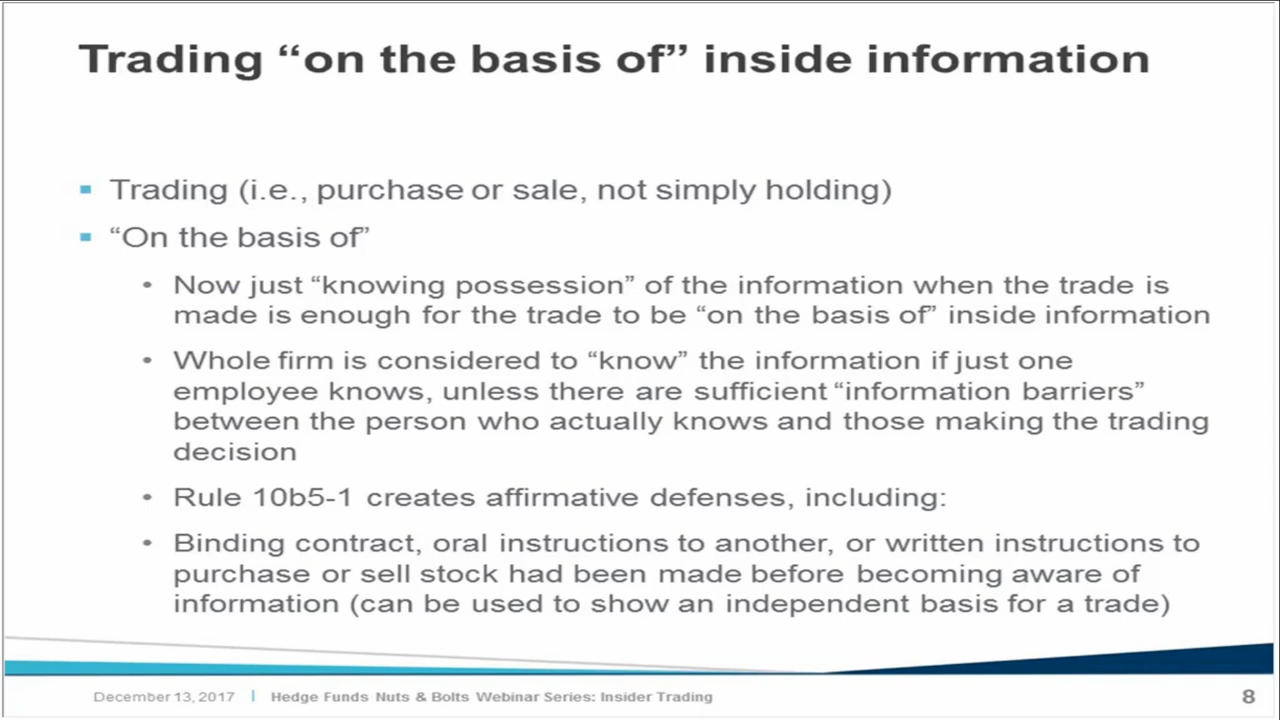 Trading “on the basis of” inside information
▪ Trading (i.e., purchase or sale, not simply holding)
▪ “On the basis of”
• Now just “knowing possession” of the information when the trade is
made is enough for the trade to be “on the basis of” inside information
• Whole firm is considered to “know” the information if just one
employee knows, unless there are sufficient “information barriers”
between the person who actually knows and those making the trading
decision
• Rule 10b5-1 creates affirmative defenses, including:
• Binding contract, oral instructions to another, or written instructions to
purchase or sell stock had been made before becoming aware of
information (can be used to show an independent basis for a trade)
December 13, 2017 | Hedge Funds Nuts & Bolts Webinar Series: Insider Trading 8